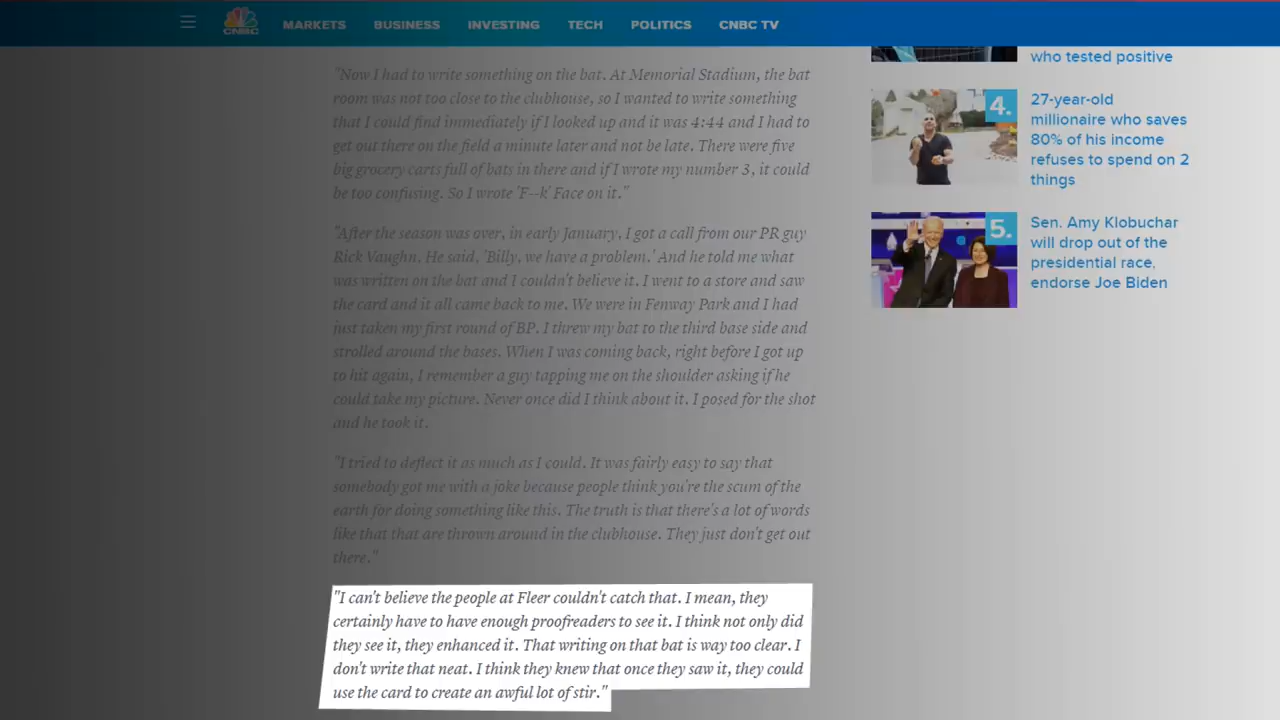 CNBC
MARKETS
BUSINESS
INVESTING
TECH
POLITICS
CNBC TV
"Now I had to write something on the bat. At Memorial Stadium, the bat
room was not too close to the clubhouse, so I wanted to write something
that I could find immediately if I looked up and it was 4:44 and I had to
get out there on the field a minute later and not be late. There were five
big grocery carts full of bats in there and if I wrote my number 3, it could
be too confusing. So I wrote 'F--k' Face on it."
"After the season was over, in early January, I got a call from our PR guy
Rick Vaughn. He said, 'Billy, we have a problem.' And he told me what
was written on the bat and I couldn't believe it. I went to a store and saw
the card and it all came back to me. We were in Fenway Park and I had
just taken my first round of BP. I threw my bat to the third base side and
strolled around the bases. When I was coming back, right before I got up
to hit again, I remember a guy tapping me on the shoulder asking if he
could take my picture. Never once did I think about it. I posed for the shot
and he took it.
"I tried to deflect it as much as I could. It was fairly easy to say that
somebody got me with a joke because people think you're the scum of the
earth for doing something like this. The truth is that there's a lot of words
like that that are thrown around in the clubhouse. They just don't get out
there."
"I can't believe the people at Fleer couldn't catch that. I mean, they
certainly have to have enough proofreaders to see it. I think not only did
they see it, they enhanced it. That writing on that bat is way too clear. I
don't write that neat. I think they knew that once they saw it, they could
use the card to create an awful lot of stir."
who tested positive
4.
27-year-old
millionaire who saves
80% of his income
refuses to spend on 2
things
5.
Sen. Amy Klobuchar
will drop out of the
presidential race,
endorse Joe Biden